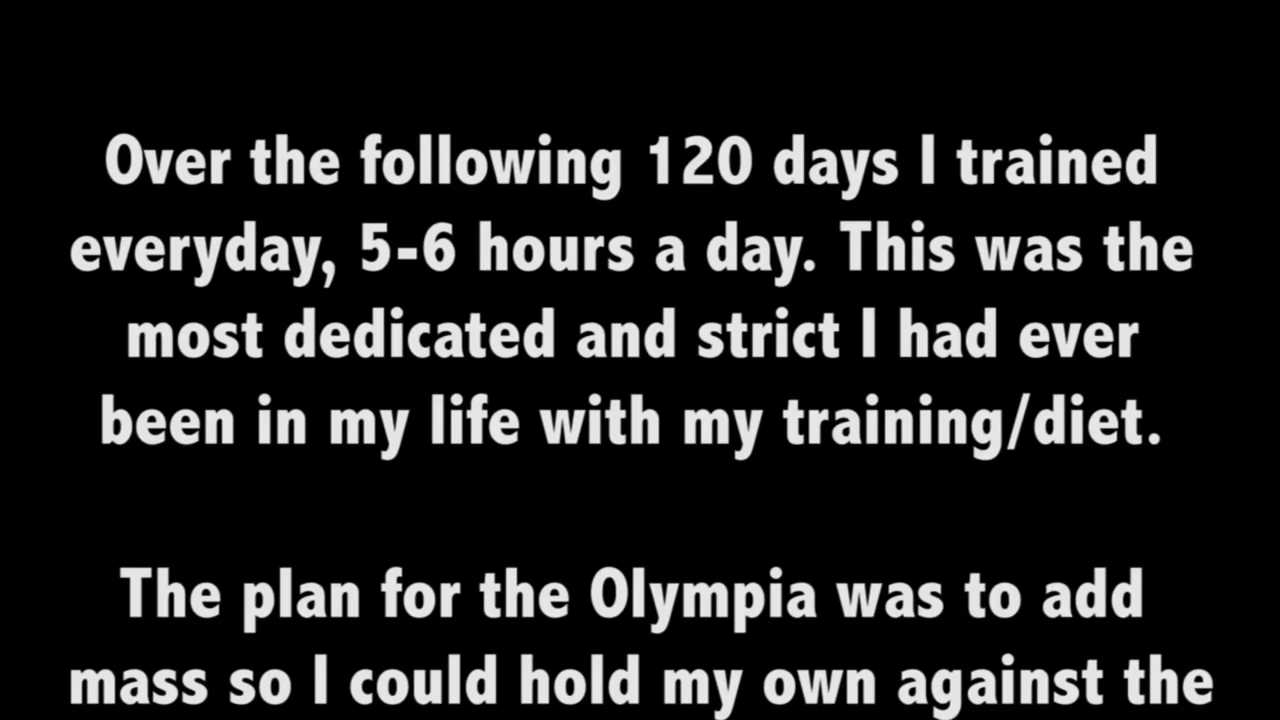 Over the following 120 days I trained
everyday, 5-6 hours a day. This was the
most dedicated and strict I had ever
been in my life with my training/diet.
The plan for the Olympia was to add
mass so I could hold my own against the